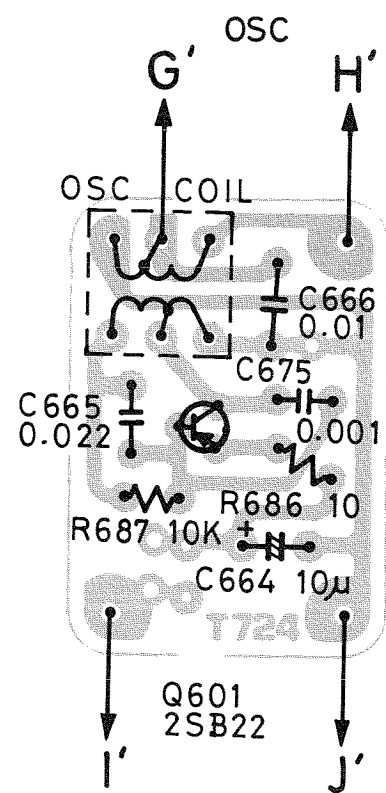 OSC
G' H'
OSC COIL
C666
0.01
C675
C665
0.022
0.001
R686 10
R687 10K
+
C664 10μ
T724
Q601
2SB22
I' J'